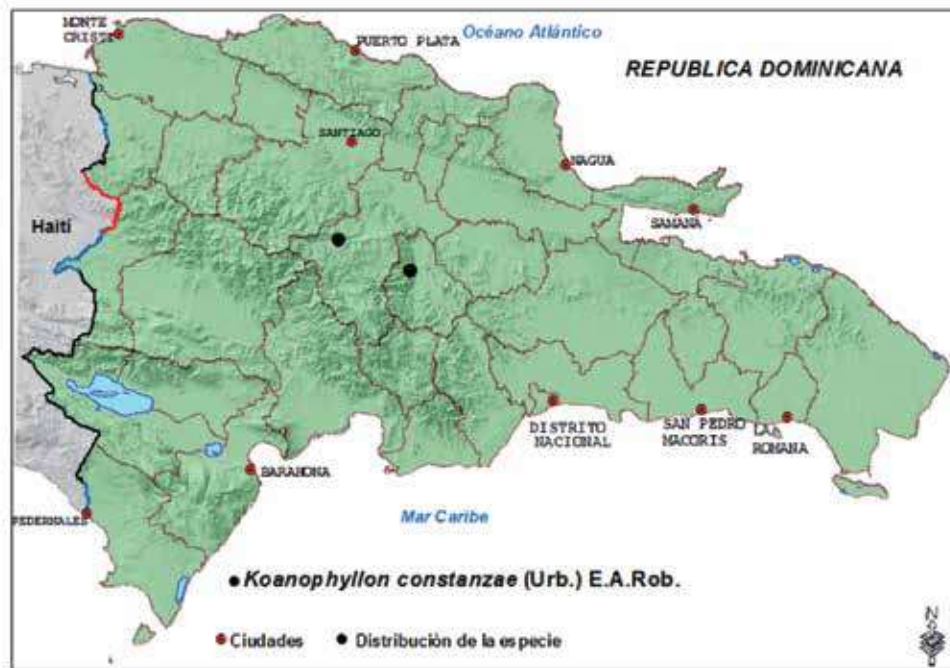 MONTE
CRISTI
PUERTO PLATA
Océano Atlántico
REPUBLICA DOMINICANA
SANTIAGO
NAGUA
SAMANA
Haití
DISTRITO
NACIONAL
SAN PEDRO
MACORIS
LA
ROMANA
BARAHONA
PEDERNALES
Mar Caribe
Koanophyllon constanzae (Urb.) E.A.Rob.
Ciudades
Distribución de la especie
N